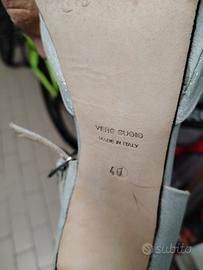 VERO CUOIO
MADE IN ITALY
40
subito